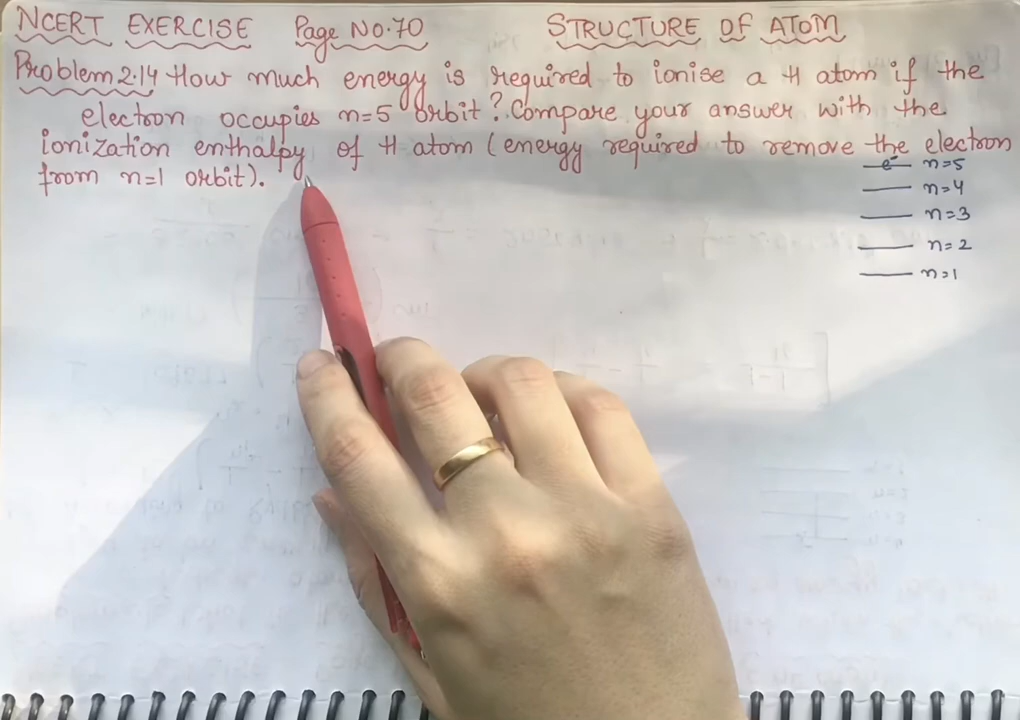 NCERT EXERCISE Page No.70 STRUCTURE OF ATOM
Problem 2.14 How much energy is required to ionise a H atom if the
electron occupies n=5 orbit? Compare your answer with the
ionization enthalpy of H atom (energy required to remove the electron
from n=1 orbit).
e⁻ n=5
n=4
n=3
n=2
n=1